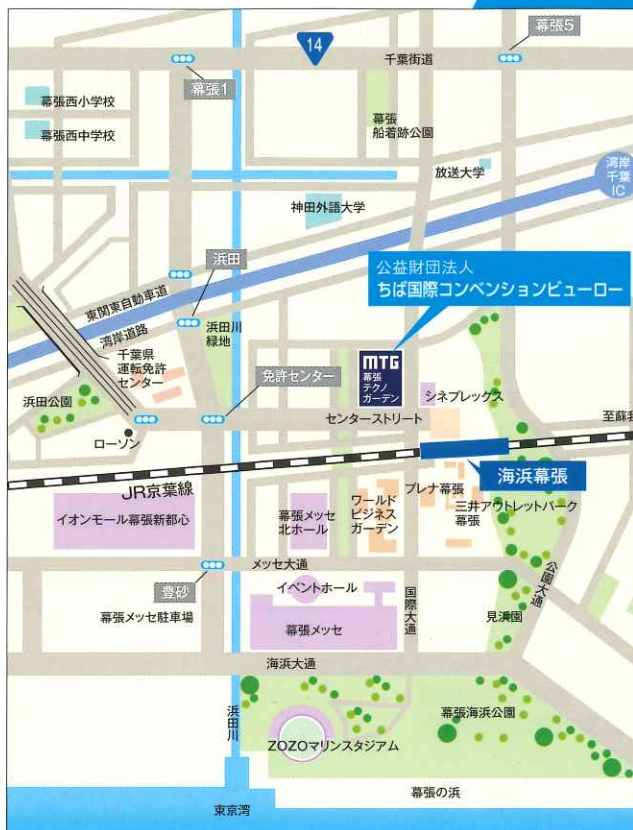 幕張5
14
千葉街道
幕張1
幕張西小学校
幕張
船着跡公園
幕張西中学校
湾岸
千葉
IC
放送大学
神田外語大学
公益財団法人
ちば国際コンベンションビューロー
浜田
東関東自動車道
湾岸道路
浜田川
緑地
千葉県
運転免許
センター
免許センター
MTG
幕張
テクノ
ガーデン
シネプレックス
浜田公園
センターストリート
至蘇我
ローソン
海浜幕張
JR京葉線
プレナ幕張
三井アウトレットパーク
幕張
イオンモール幕張新都心
幕張メッセ
北ホール
ワールド
ビジネス
ガーデン
メッセ大通
公園大通
豊砂
イベントホール
国際大通
幕張メッセ駐車場
見浜園
幕張メッセ
海浜大通
浜田川
幕張海浜公園
ZOZOマリンスタジアム
幕張の浜
東京湾